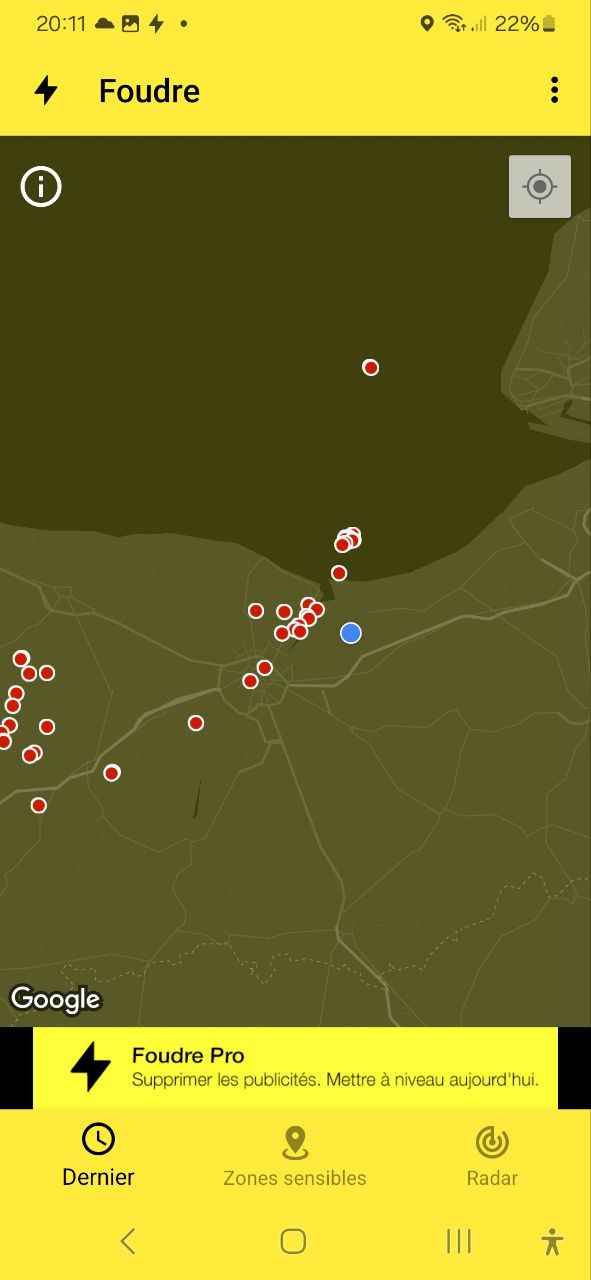 20:11
22%
Foudre
Google
Foudre Pro
Supprimer les publicités. Mettre à niveau aujourd'hui.
Dernier
Zones sensibles
Radar